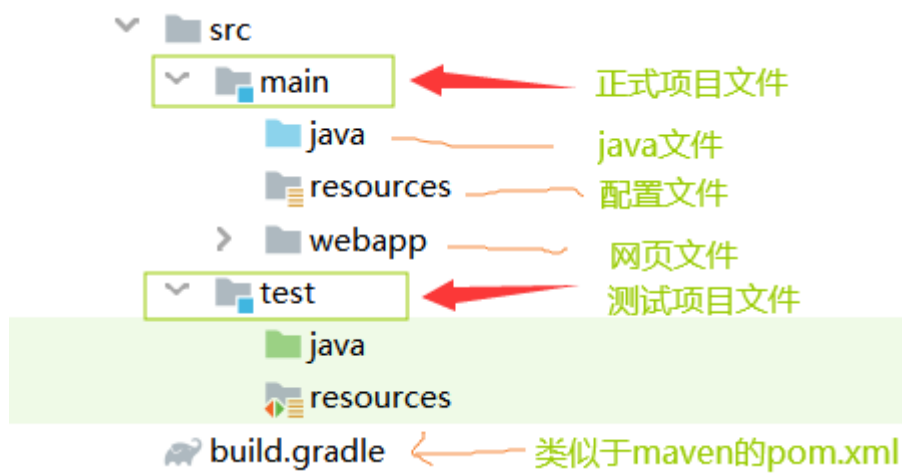 src
main 正式项目文件
java java文件
resources 配置文件
webapp 网页文件
test 测试项目文件
java
resources
build.gradle 类似于maven的pom.xml